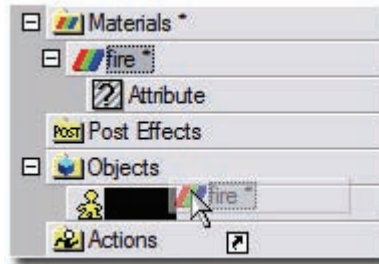 Materials *
fire *
Attribute
POST Post Effects
Objects
fire *
Actions